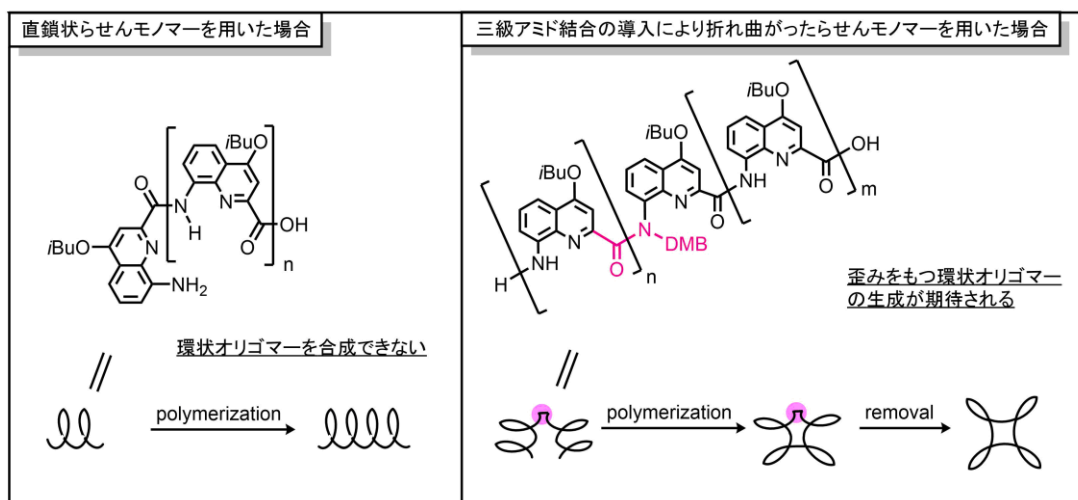 直鎖状らせんモノマーを用いた場合
iBuO
O
N
H
N
O
OH
n
N
iBuO
NH2
環状オリゴマーを合成できない
polymerization
三級アミド結合の導入により折れ曲がったらせんモノマーを用いた場合
iBuO
OH
N
O
m
iBuO
NH
N
O
iBuO
N
DMB
N
O
n
NH
H
歪みをもつ環状オリゴマー
の生成が期待される
polymerization
removal